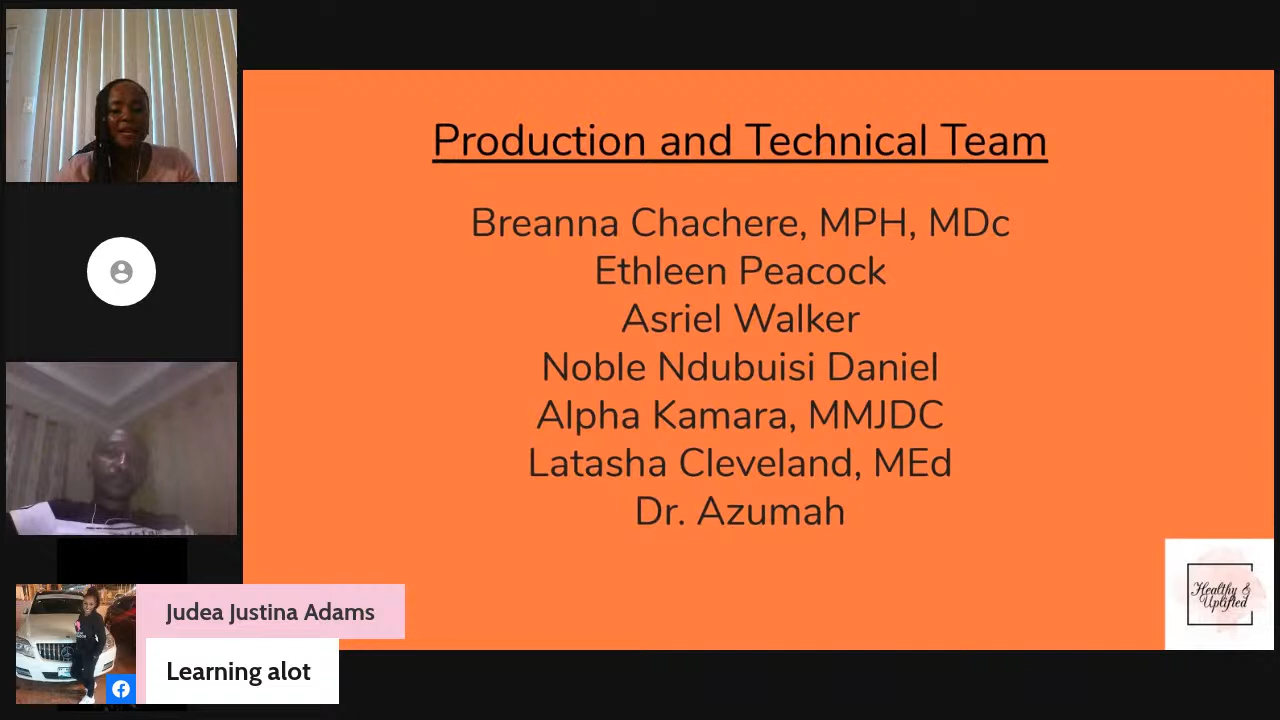 Production and Technical Team
Breanna Chachere, MPH, MDc
Ethleen Peacock
Asriel Walker
Noble Ndubuisi Daniel
Alpha Kamara, MMJDC
Latasha Cleveland, MEd
Dr. Azumah
Healthy &
Uplifted
Judea Justina Adams
Learning alot